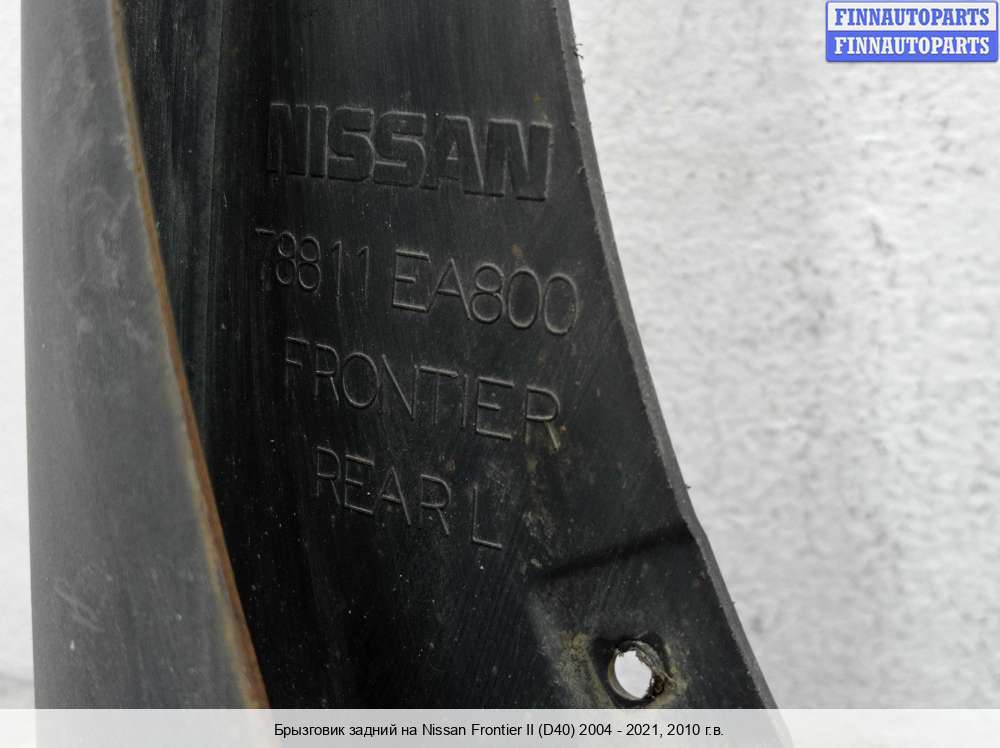 FINNAUTOPARTS
FINNAUTOPARTS
NISSAN
78811 EA800
FRONTIER
REAR L
Брызговик задний на Nissan Frontier II (D40) 2004 - 2021, 2010 г.в.